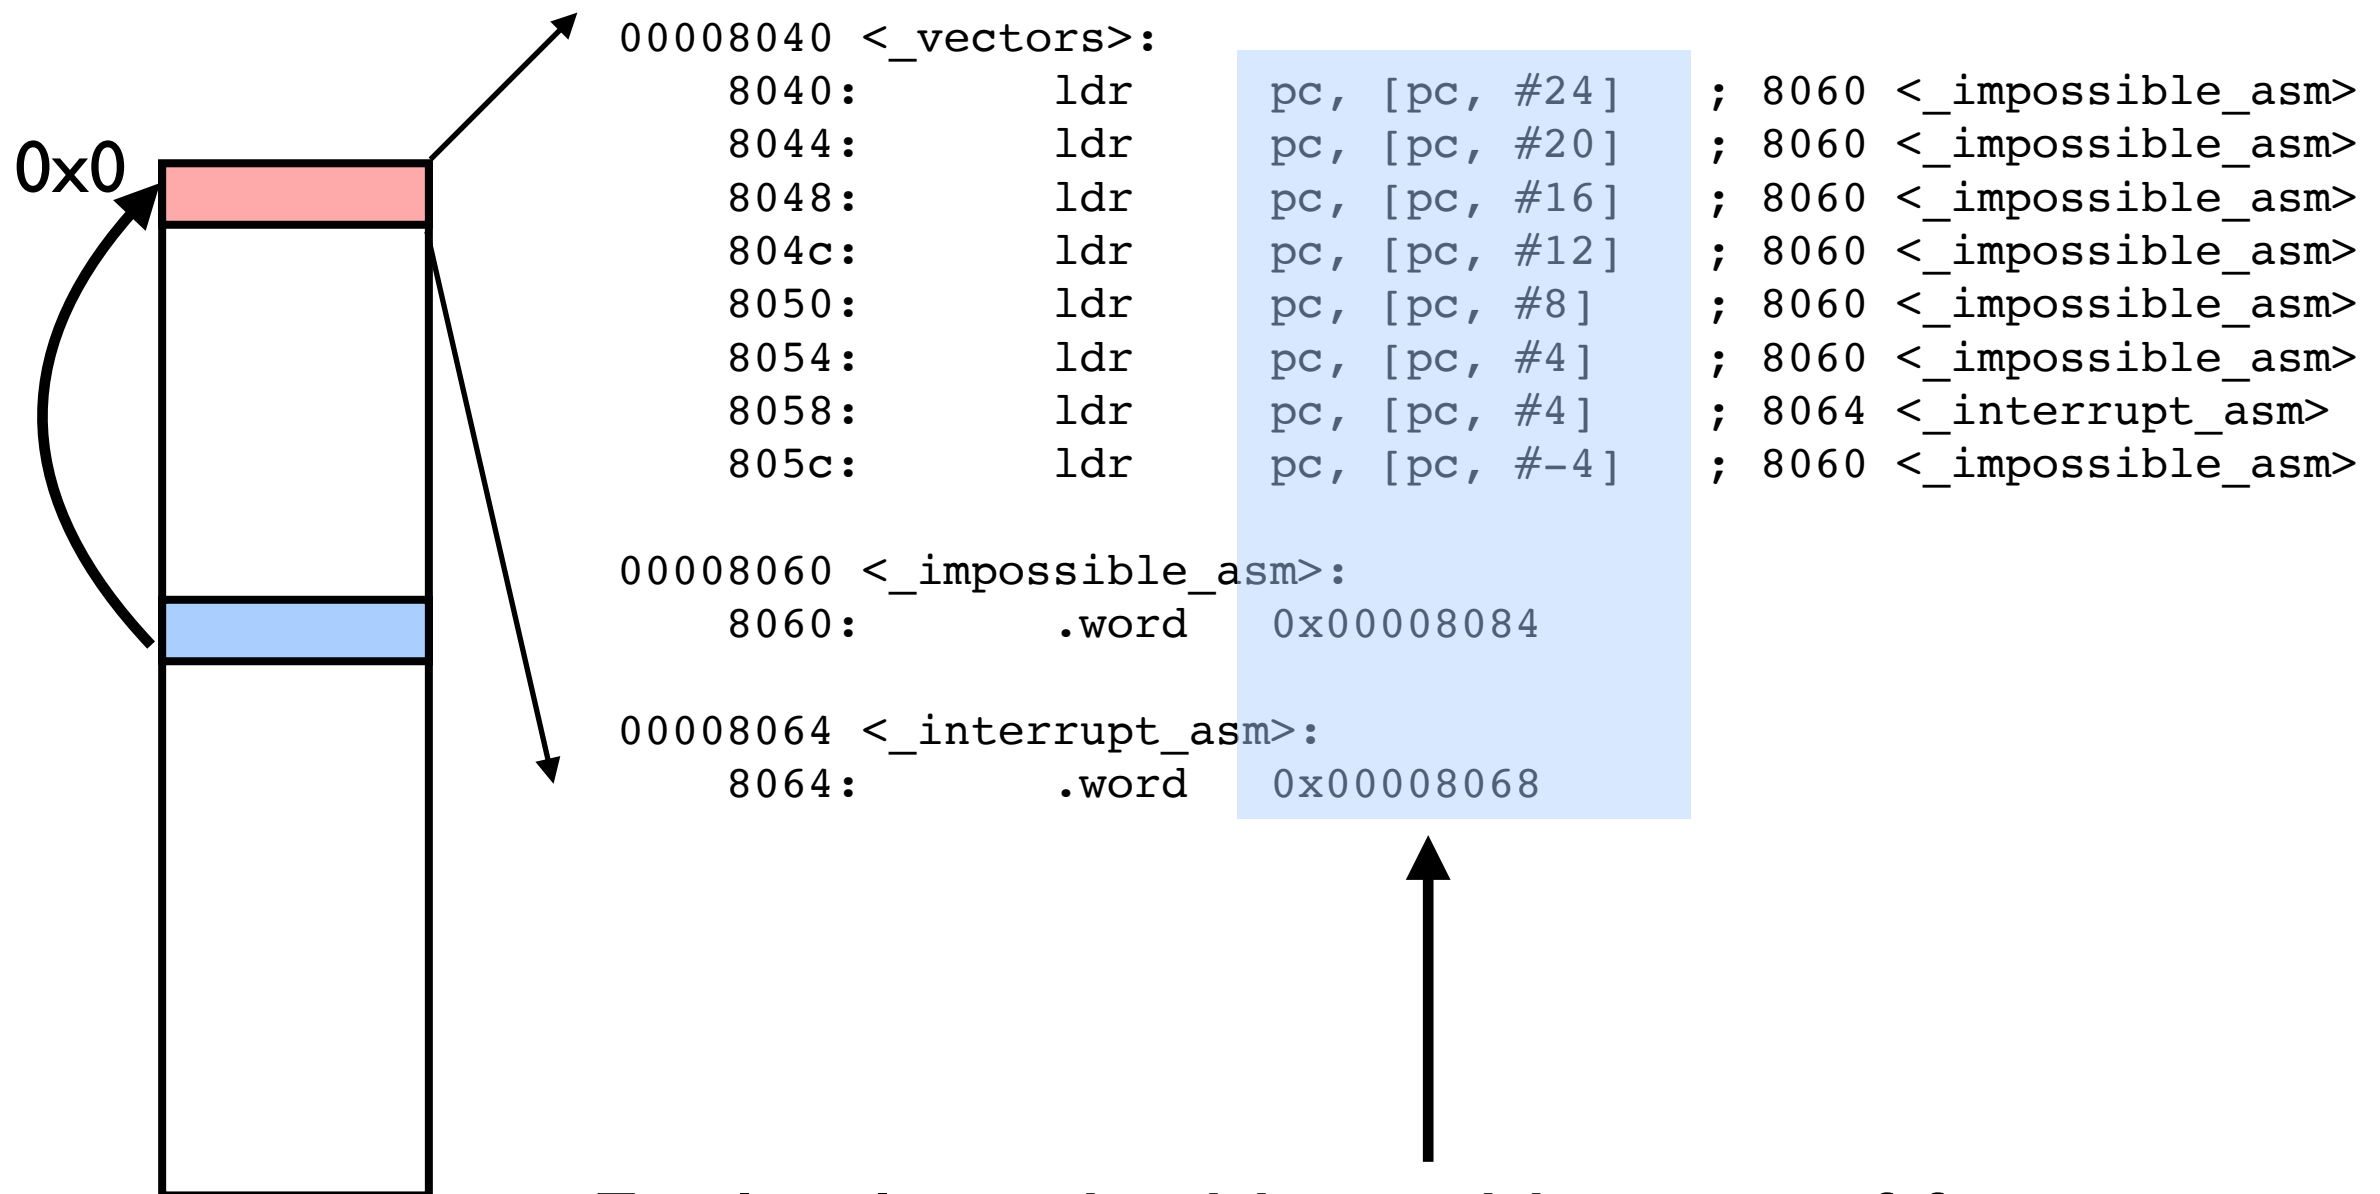 00008040 <_vectors>:
8040: ldr pc, [pc, #24] ; 8060 <_impossible_asm>
8044: ldr pc, [pc, #20] ; 8060 <_impossible_asm>
8048: ldr pc, [pc, #16] ; 8060 <_impossible_asm>
804c: ldr pc, [pc, #12] ; 8060 <_impossible_asm>
8050: ldr pc, [pc, #8] ; 8060 <_impossible_asm>
8054: ldr pc, [pc, #4] ; 8060 <_impossible_asm>
8058: ldr pc, [pc, #4] ; 8064 <_interrupt_asm>
805c: ldr pc, [pc, #-4] ; 8060 <_impossible_asm>
00008060 <_impossible_asm>:
8060: .word 0x00008084
00008064 <_interrupt_asm>:
8064: .word 0x00008068
0x0